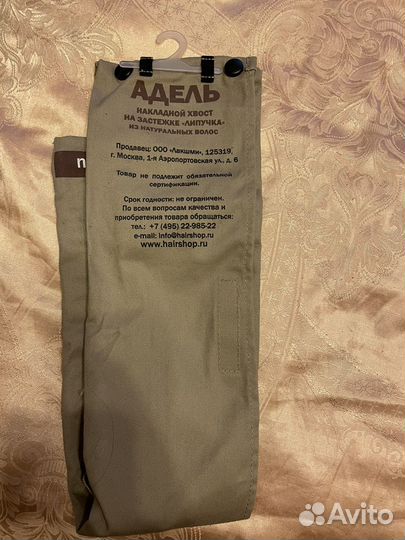 АДЕЛЬ
НАКЛАДНОЙ ХВОСТ
НА ЗАСТЕЖКЕ «ЛИПУЧКА»
ИЗ НАТУРАЛЬНЫХ ВОЛОС
Продавец: ООО «Лакшми», 125319,
г. Москва, 1-я Аэропортовская ул., д. 6
Товар не подлежит обязательной
сертификации.
Срок годности: не ограничен.
По всем вопросам качества и
приобретения товара обращаться:
тел.: +7 (495) 22-985-22
e-mail: info@hairshop.ru
www.hairshop.ru
Avito